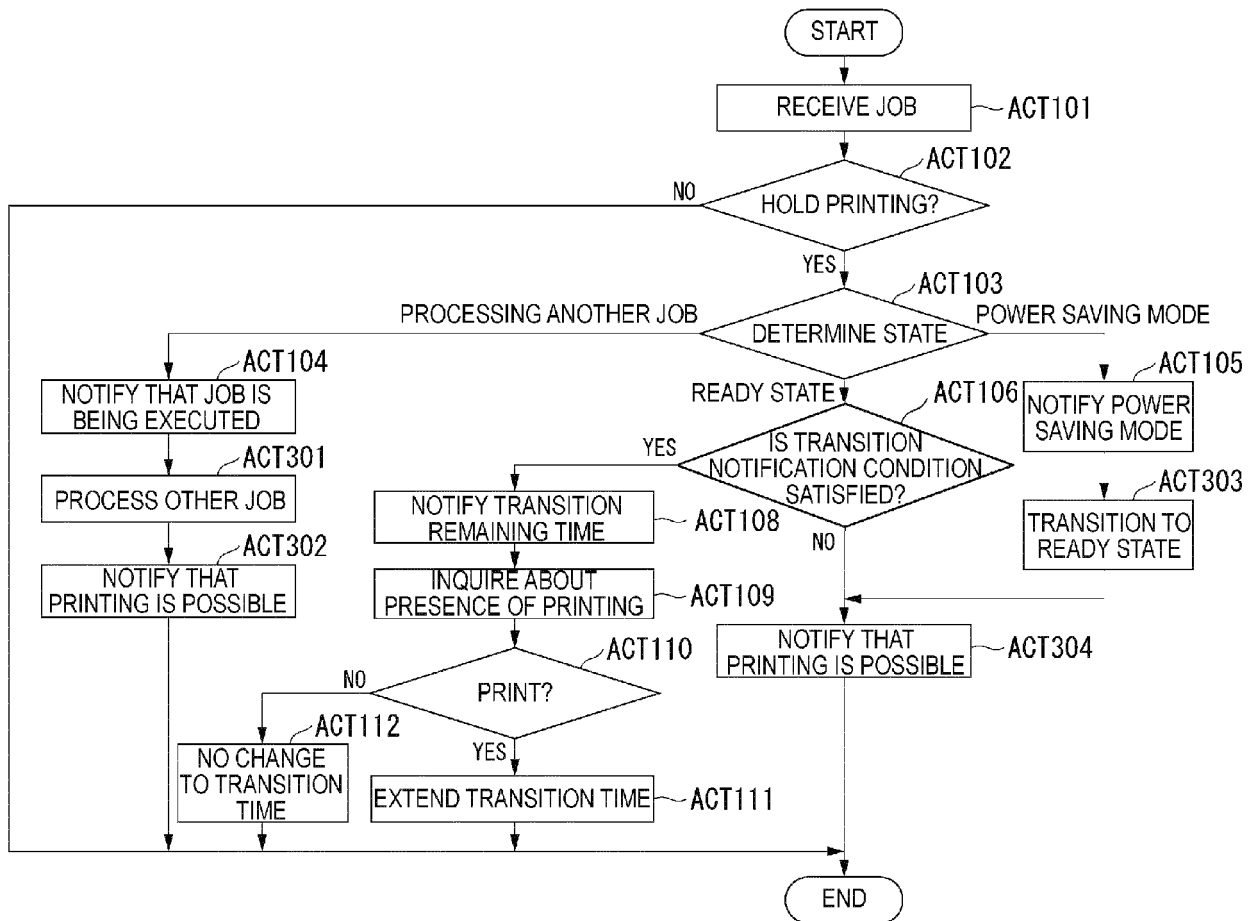 START
RECEIVE JOB
ACT101
ACT102
NO
HOLD PRINTING?
YES
ACT103
PROCESSING ANOTHER JOB
POWER SAVING MODE
DETERMINE STATE
ACT104
NOTIFY THAT JOB IS
BEING EXECUTED
READY STATE
ACT106
ACT105
NOTIFY POWER
SAVING MODE
YES
IS TRANSITION
NOTIFICATION CONDITION
SATISFIED?
ACT301
PROCESS OTHER JOB
NOTIFY TRANSITION
REMAINING TIME
ACT108
NO
ACT303
TRANSITION TO
READY STATE
ACT302
NOTIFY THAT
PRINTING IS POSSIBLE
INQUIRE ABOUT
PRESENCE OF PRINTING
ACT109
NOTIFY THAT
PRINTING IS POSSIBLE
ACT304
ACT110
NO
PRINT?
YES
ACT112
NO CHANGE
TO TRANSITION
TIME
EXTEND TRANSITION TIME
ACT111
END